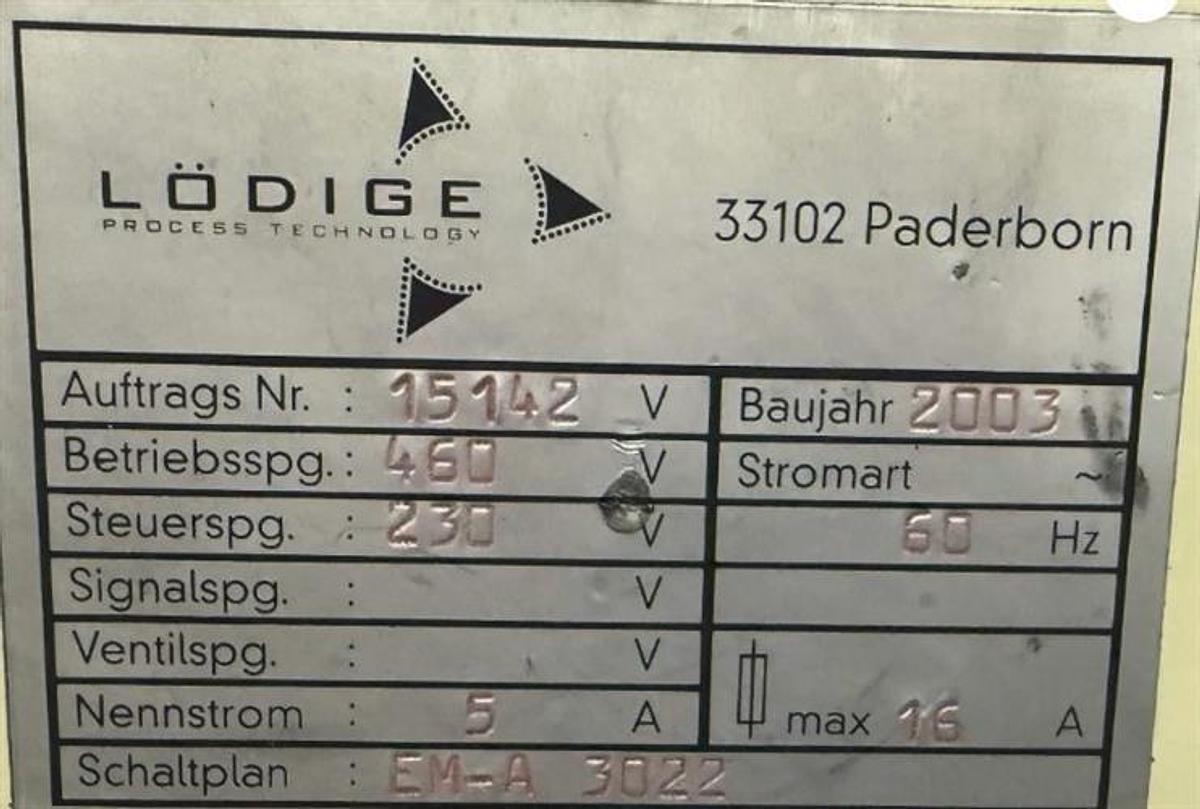 LÖDIGE
PROCESS TECHNOLOGY
33102 Paderborn
Auftrags Nr. : 15142 V Baujahr 2003
Betriebsspg. : 460 V Stromart ~
Steuerspg. : 230 V 60 Hz
Signalspg. : V
Ventilspg. : V
Nennstrom : 5 A max 16 A
Schaltplan : EM-A 3022